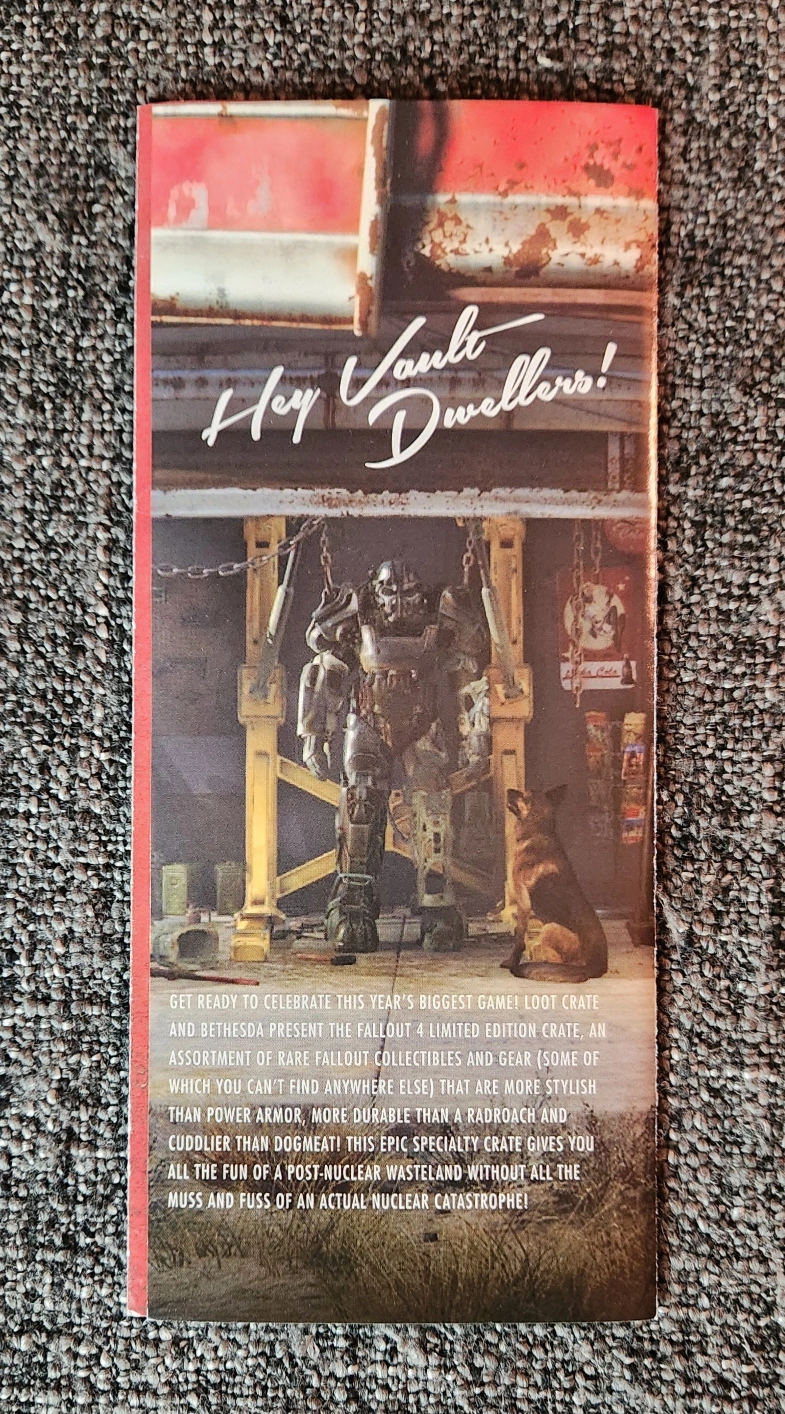 Hey Vault
Dwellers!
GET READY TO CELEBRATE THIS YEAR'S BIGGEST GAME! LOOT CRATE
AND BETHESDA PRESENT THE FALLOUT 4 LIMITED EDITION CRATE, AN
ASSORTMENT OF RARE FALLOUT COLLECTIBLES AND GEAR (SOME OF
WHICH YOU CAN'T FIND ANYWHERE ELSE) THAT ARE MORE STYLISH
THAN POWER ARMOR, MORE DURABLE THAN A RADROACH AND
CUDDLIER THAN DOGMEAT! THIS EPIC SPECIALTY CRATE GIVES YOU
ALL THE FUN OF A POST-NUCLEAR WASTELAND WITHOUT ALL THE
MUSS AND FUSS OF AN ACTUAL NUCLEAR CATASTROPHE!